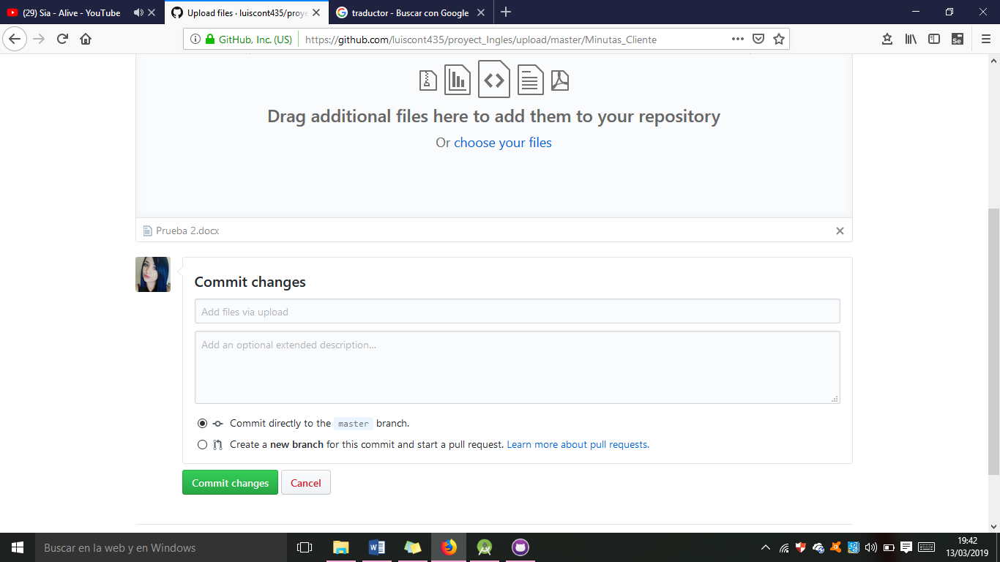 (29) Sia - Alive - YouTube
Upload files · luiscont435/proye
traductor - Buscar con Google
GitHub, Inc. (US)
https://github.com/luiscont435/proyect_Ingles/upload/master/Minutas_Cliente
Se
Drag additional files here to add them to your repository
Or choose your files
Prueba 2.docx
Commit changes
Add files via upload
Add an optional extended description...
Commit directly to the master branch.
Create a new branch for this commit and start a pull request. Learn more about pull requests.
Commit changes
Cancel
Buscar en la web y en Windows
19:42
13/03/2019